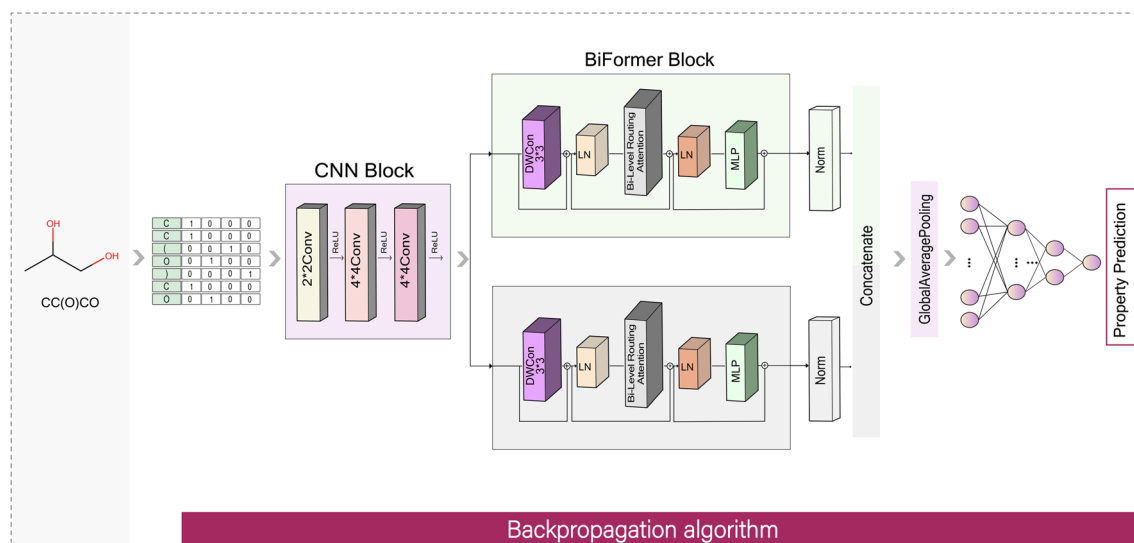 OH
OH
CC(O)CO
C 1 0 0 0
C 1 0 0 0
( 0 0 1 0
O 0 1 0 0
) 0 0 0 1
C 1 0 0 0
O 0 1 0 0
CNN Block
2*2Conv
ReLU
4*4Conv
ReLU
4*4Conv
ReLU
BiFormer Block
DWCon
3*3
LN
Bi-Level Routing
Attention
LN
MLP
Norm
DWCon
3*3
LN
Bi-Level Routing
Attention
LN
MLP
Norm
Concatenate
GlobalAveragePooling
...
...
...
...
Property Prediction
Backpropagation algorithm